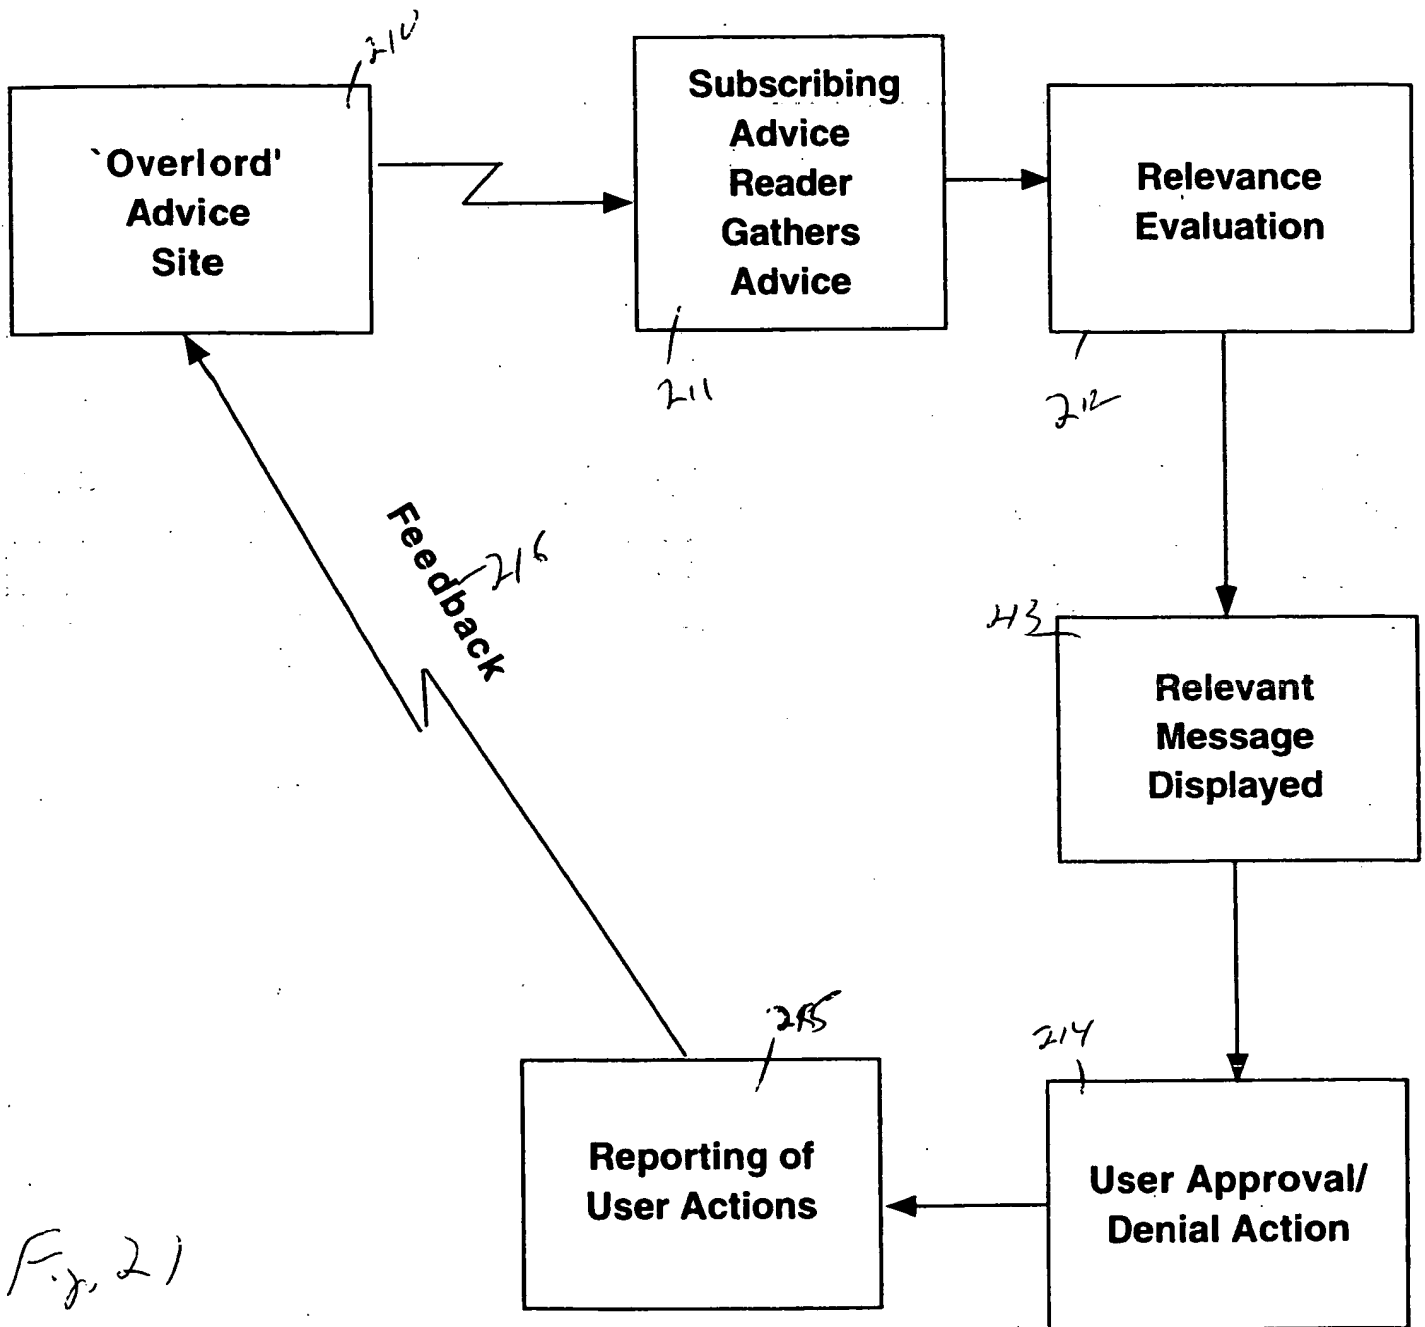 210
`Overlord'
Advice
Site
Subscribing
Advice
Reader
Gathers
Advice
211
Relevance
Evaluation
212
Feedback
216
213
Relevant
Message
Displayed
214
User Approval/
Denial Action
215
Reporting of
User Actions
Fig. 21